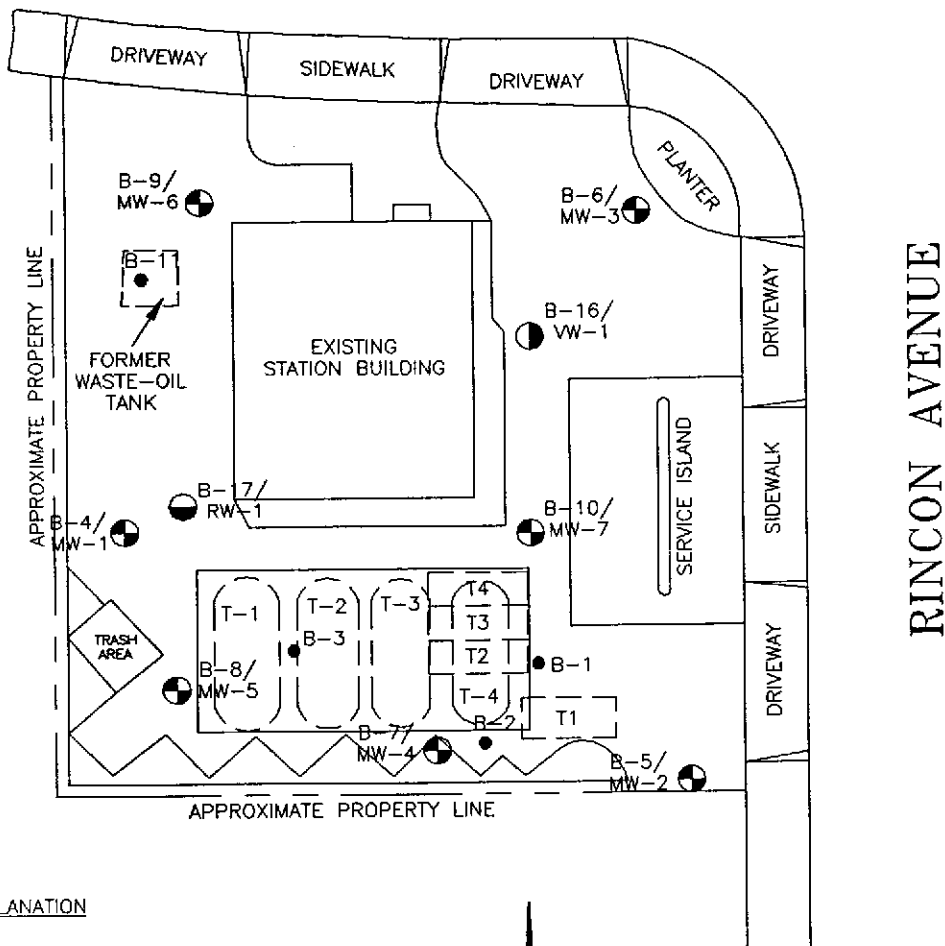 DRIVEWAY
SIDEWALK
DRIVEWAY
PLANTER
B-9/
MW-6
B-6/
MW-3
B-11
FORMER
WASTE-OIL
TANK
APPROXIMATE PROPERTY LINE
EXISTING
STATION BUILDING
B-16/
VW-1
DRIVEWAY
RINCON AVENUE
SERVICE ISLAND
SIDEWALK
B-17/
RW-1
B-4/
MW-1
B-10/
MW-7
T-1
T-2
T-3
T4
T3
T2
T-4
B-3
B-1
TRASH
AREA
B-8/
MW-5
T1
B-2
B-7/
MW-4
B-5/
MW-2
DRIVEWAY
APPROXIMATE PROPERTY LINE
LANATION